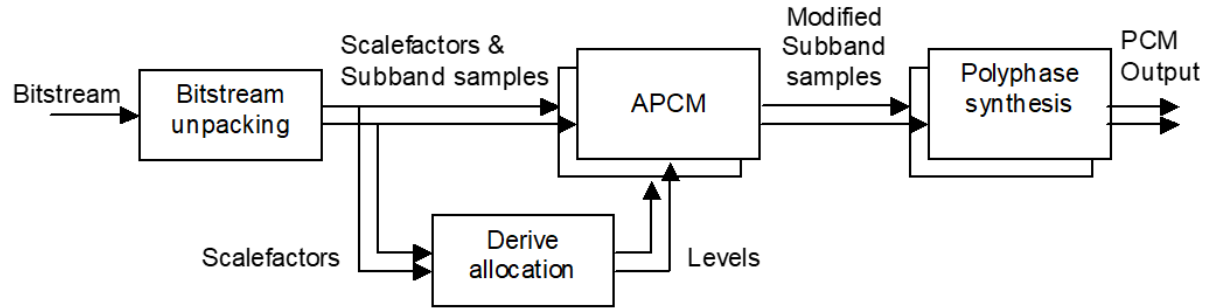 Bitstream
Bitstream
unpacking
Scalefactors &
Subband samples
APCM
Modified
Subband
samples
Polyphase
synthesis
PCM
Output
Scalefactors
Derive
allocation
Levels